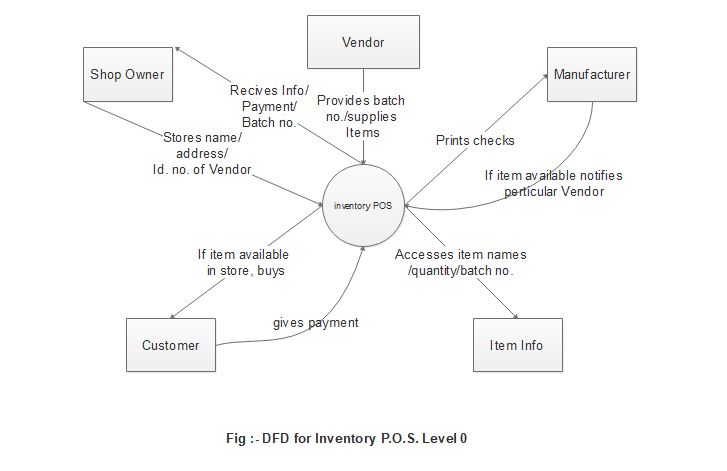 Vendor
Shop Owner
Manufacturer
Recives Info/
Payment/
Batch no.
Provides batch
no./supplies
Items
Stores name/
address/
Id. no. of Vendor
Prints checks
If item available notifies
perticular Vendor
inventory POS
If item available
in store, buys
Accesses item names
/quantity/batch no.
gives payment
Customer
Item Info
Fig :- DFD for Inventory P.O.S. Level 0